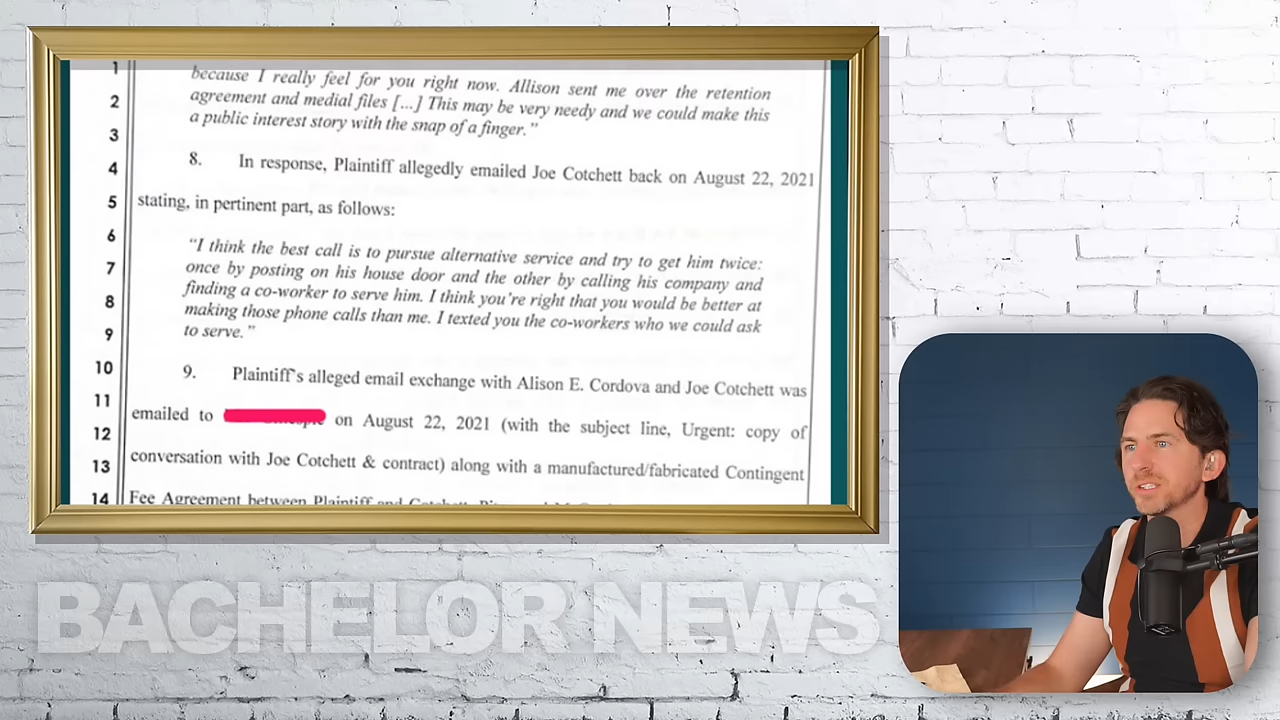 1 because I really feel for you right now. Allison sent me over the retention
2 agreement and medial files [...] This may be very needy and we could make this
3 a public interest story with the snap of a finger."
4 8. In response, Plaintiff allegedly emailed Joe Cotchett back on August 22, 2021
5 stating, in pertinent part, as follows:
6 "I think the best call is to pursue alternative service and try to get him twice:
7 once by posting on his house door and the other by calling his company and
finding a co-worker to serve him. I think you're right that you would be better at
8 making those phone calls than me. I texted you the co-workers who we could ask
9 to serve."
10 9. Plaintiff's alleged email exchange with Alison E. Cordova and Joe Cotchett was
11 emailed to on August 22, 2021 (with the subject line, Urgent: copy of
12 conversation with Joe Cotchett & contract) along with a manufactured/fabricated Contingent
13
14 Fee Agreement between Plaintiff and
BACHELOR NEWS